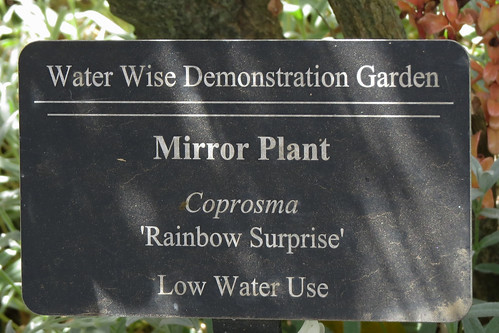 Water Wise Demonstration Garden
Mirror Plant
Coprosma
'Rainbow Surprise'
Low Water Use